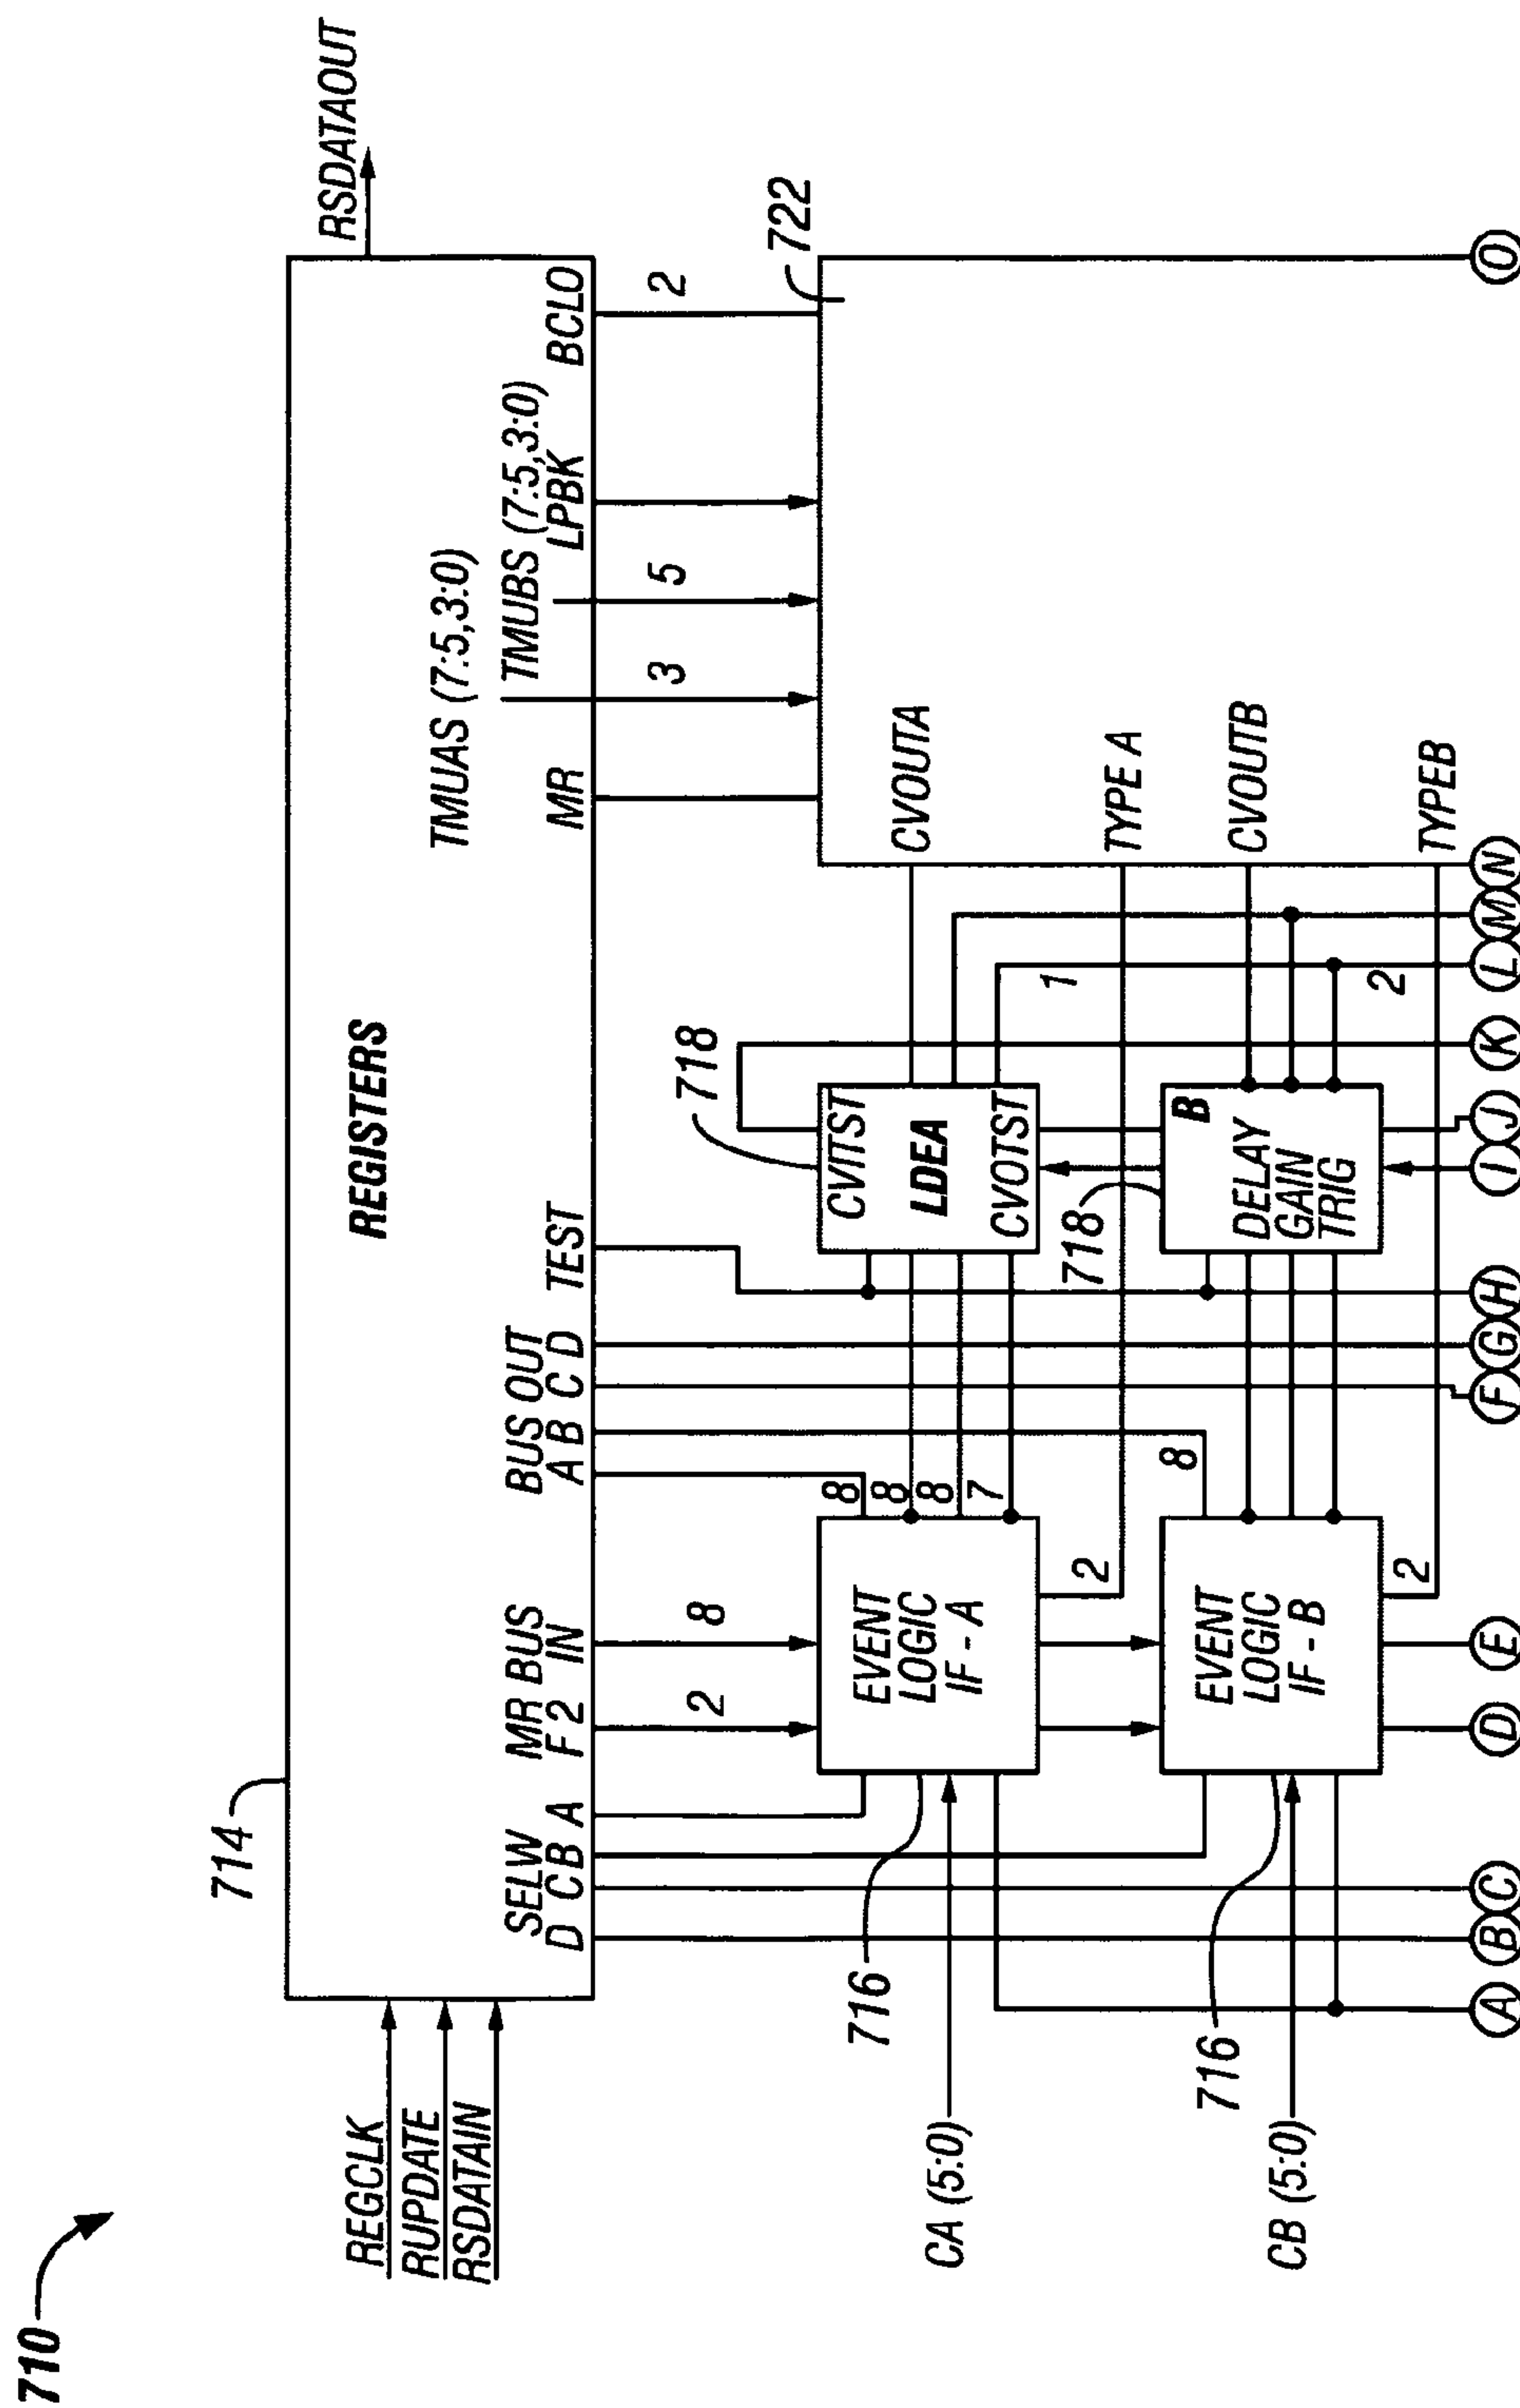 710
714
REGCLK
RUPDATE
RSDATAIN
REGISTERS
RSDATAOUT
TMUAS (7:5,3:0)
TMUBS (7:5,3:0)
SELW
D C B A
MR BUS
F 2 IN
BUS OUT
A B C D
TEST
MR
LPBK
BCLO
2
8
3
5
2
722
718
8
8
8
7
CA (5:0)
716
EVENT
LOGIC
IF - A
2
CVITST
LDEA
CVOTST
1
CVOUTA
TYPE A
CB (5:0)
716
EVENT
LOGIC
IF - B
8
2
718
B
DELAY
GAIN
TRIG
2
CVOUTB
TYPEB
A
B
C
D
E
F
G
H
I
J
K
L
M
N
O